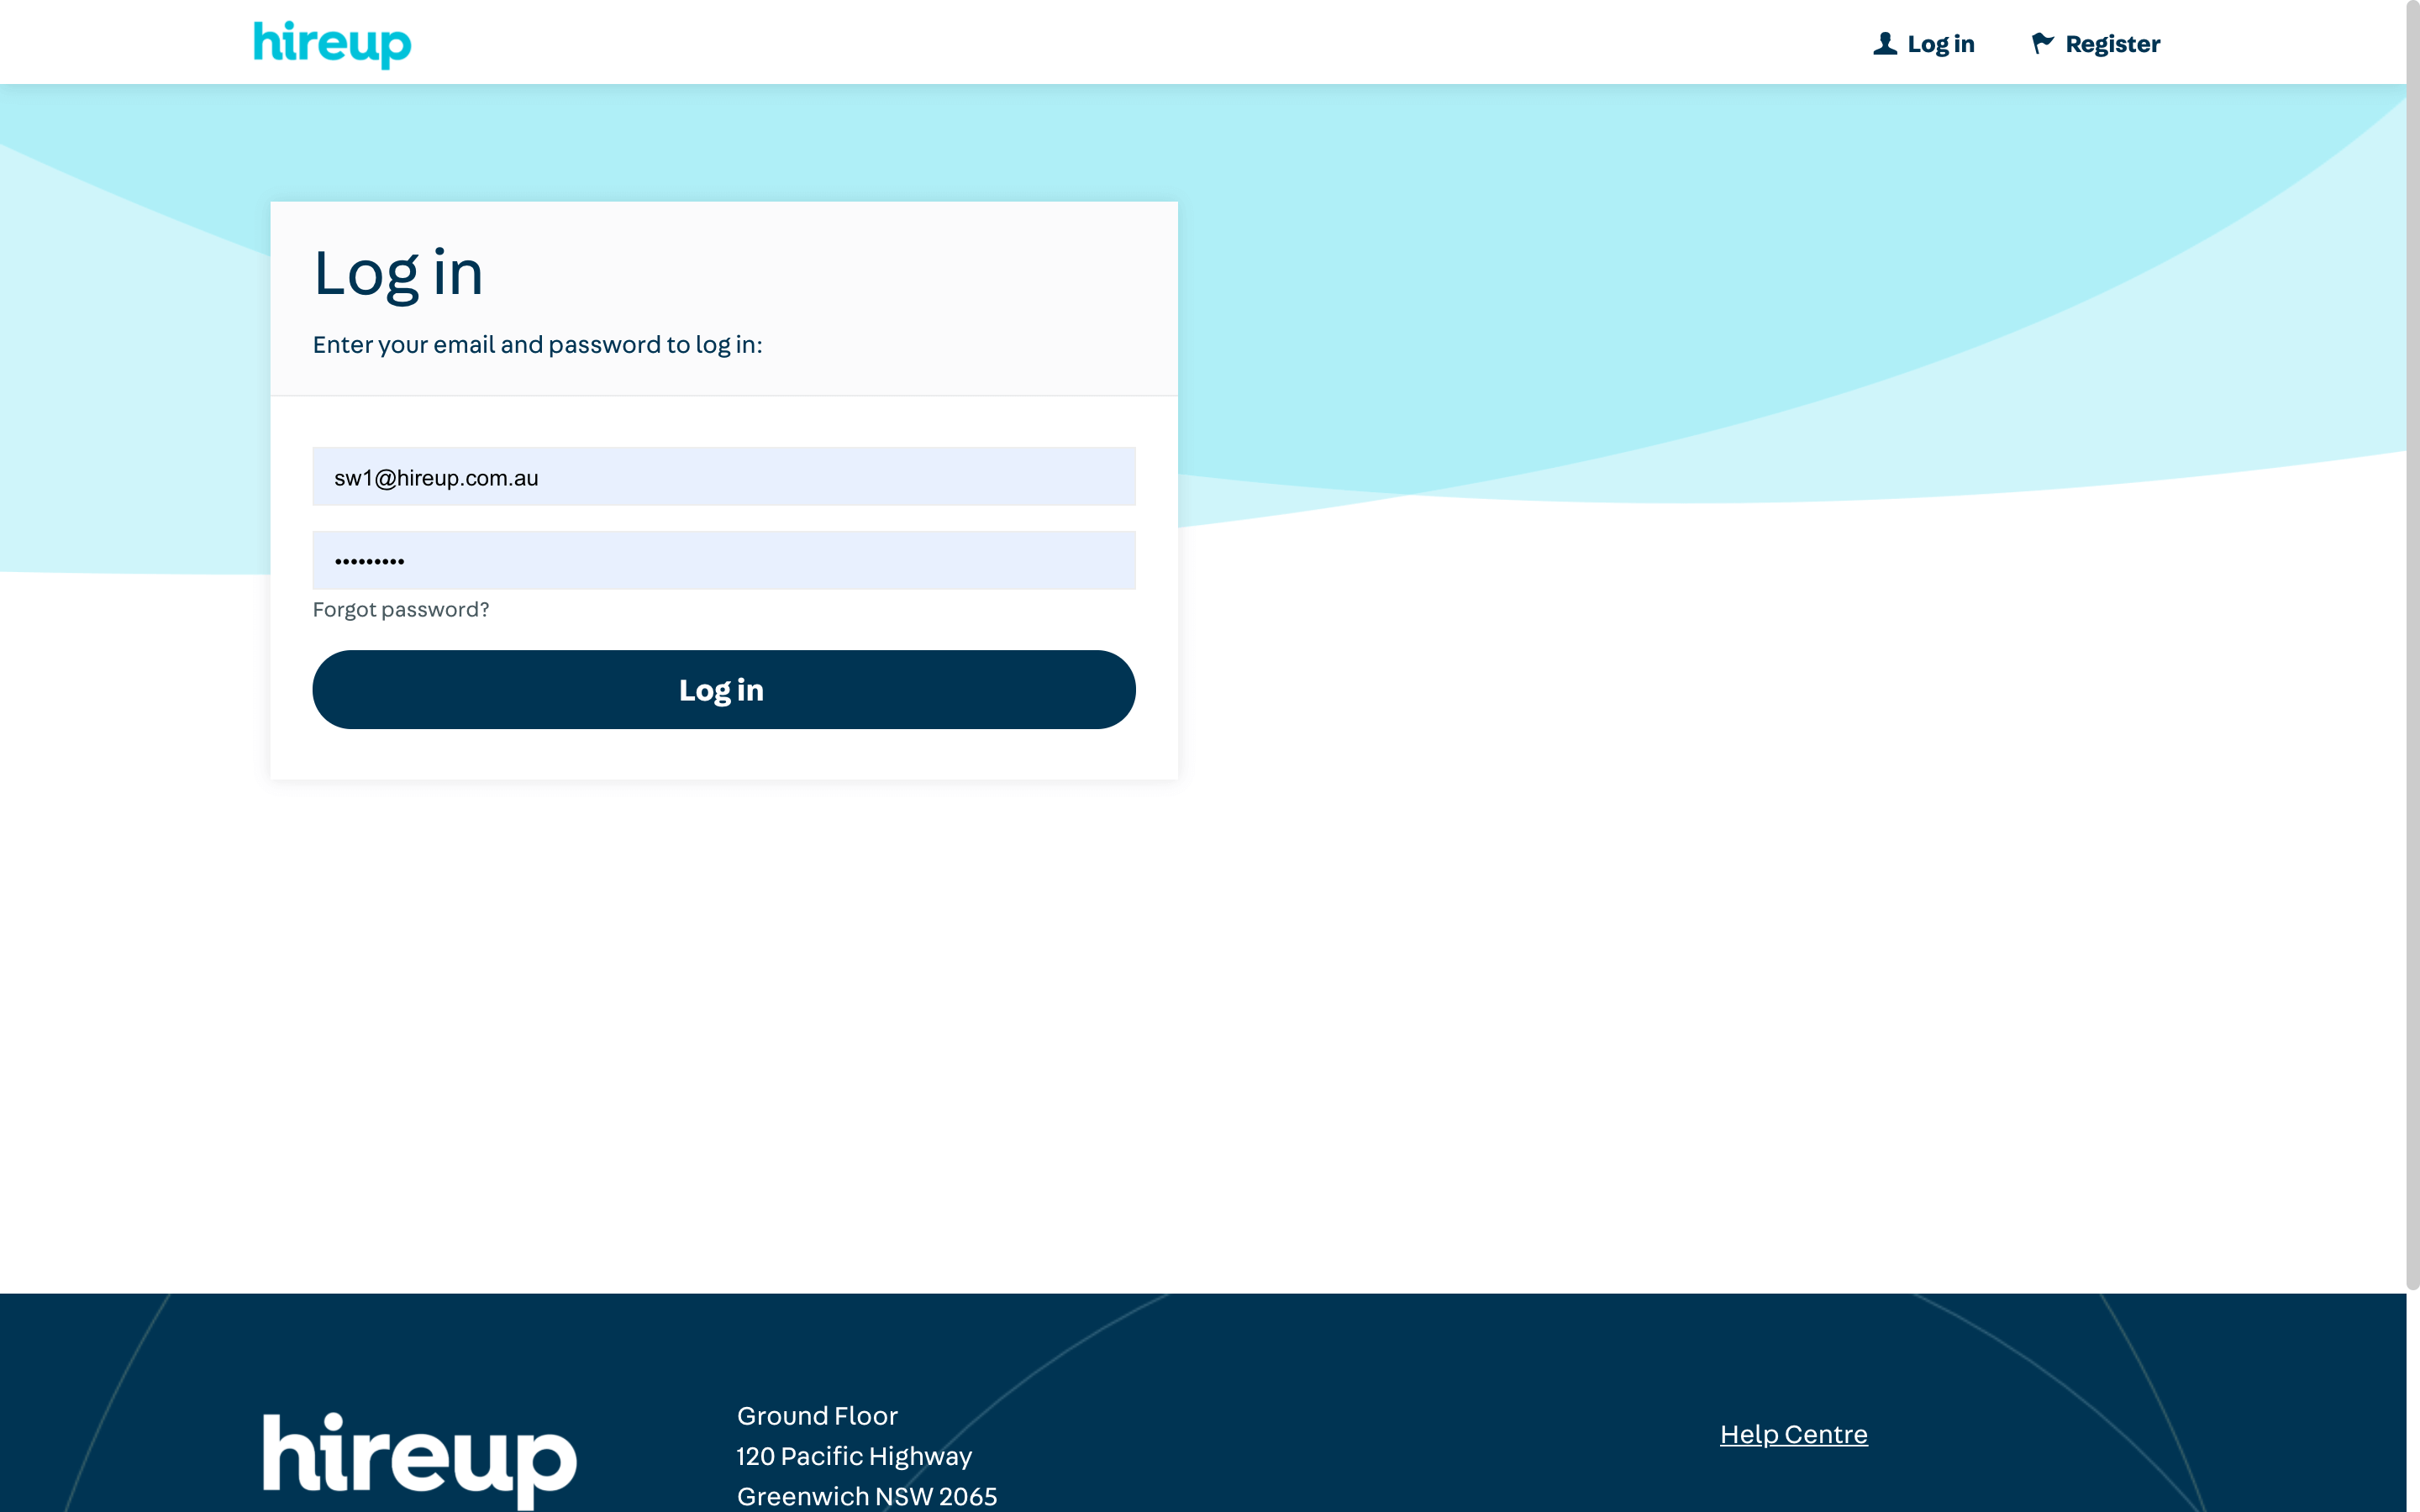 hireup
Log in
Register
Log in
Enter your email and password to log in:
sw1@hireup.com.au
•••••••••
Forgot password?
Log in
hireup
Ground Floor
120 Pacific Highway
Greenwich NSW 2065
Help Centre